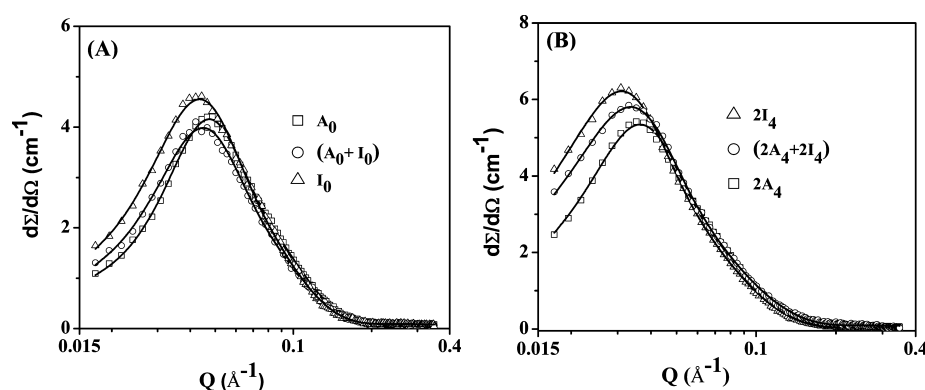 (A)
6
4
2
0
dΣ/dΩ (cm⁻¹)
□ A₀
○ (A₀+ I₀)
△ I₀
0.015 0.1 0.4
Q (Å⁻¹)
(B)
8
6
4
2
0
dΣ/dΩ (cm⁻¹)
△ 2I₄
○ (2A₄+2I₄)
□ 2A₄
0.015 0.1 0.4
Q (Å⁻¹)